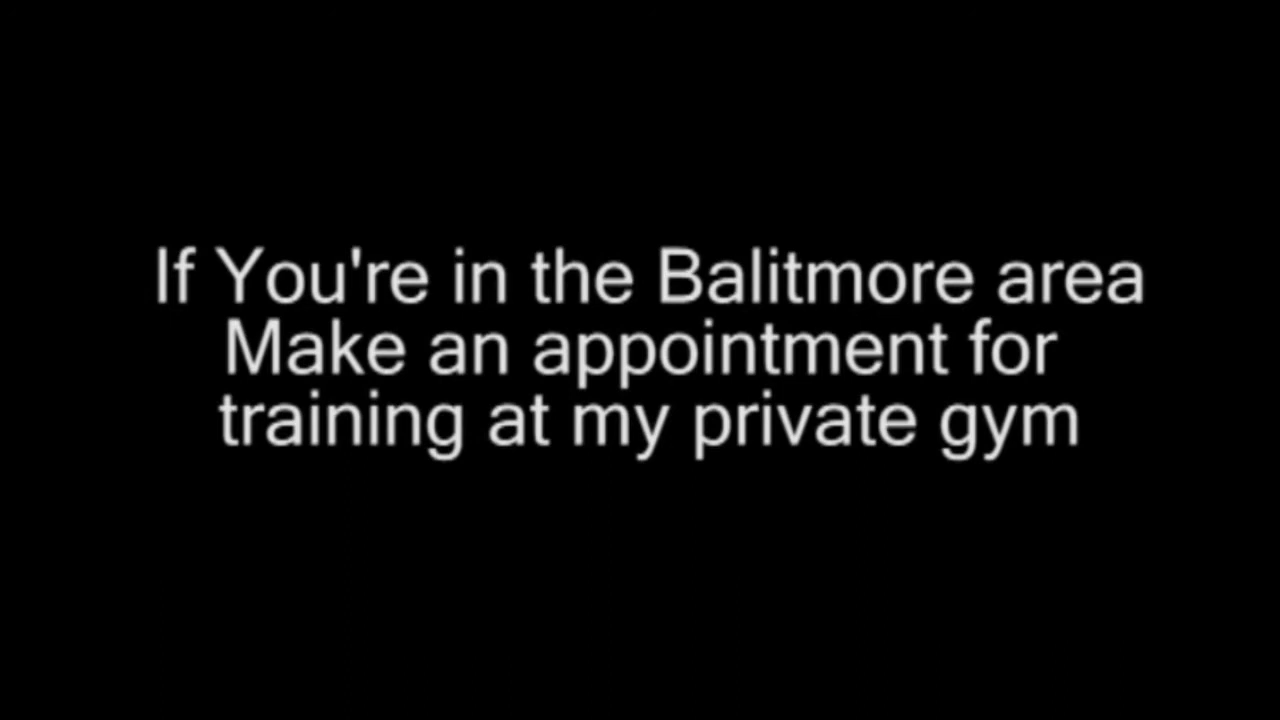 If You're in the Balitmore area
Make an appointment for
training at my private gym